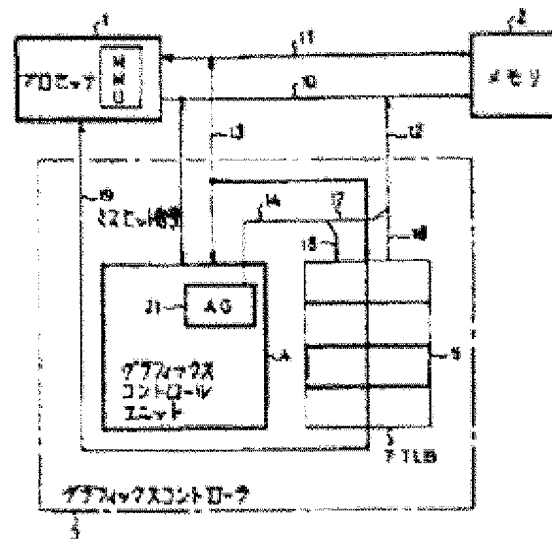 1
11
2
プロセッサ
M
M
U
メモリ
10
13
12
19
ミスヒット信号
14
17
15
16
21
AG
4
5
グラフィックス
コントロール
ユニット
TLB
グラフィックスコントローラ
3